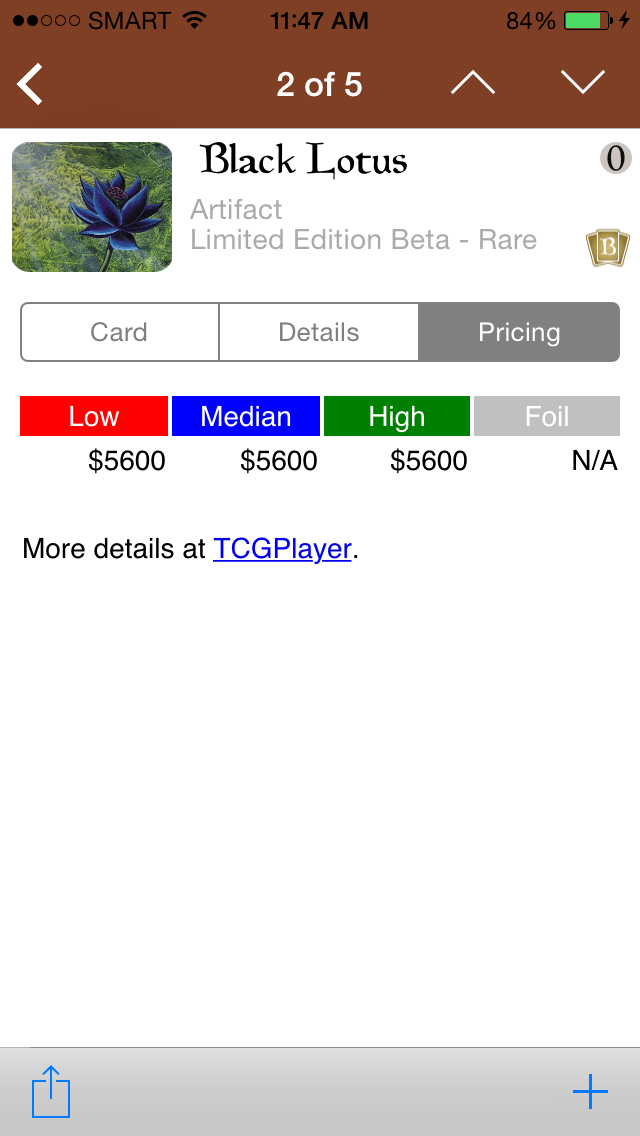 SMART 11:47 AM 84%
2 of 5
Black Lotus 0
Artifact
Limited Edition Beta - Rare B
Card Details Pricing
Low Median High Foil
$5600 $5600 $5600 N/A
More details at TCGPlayer.